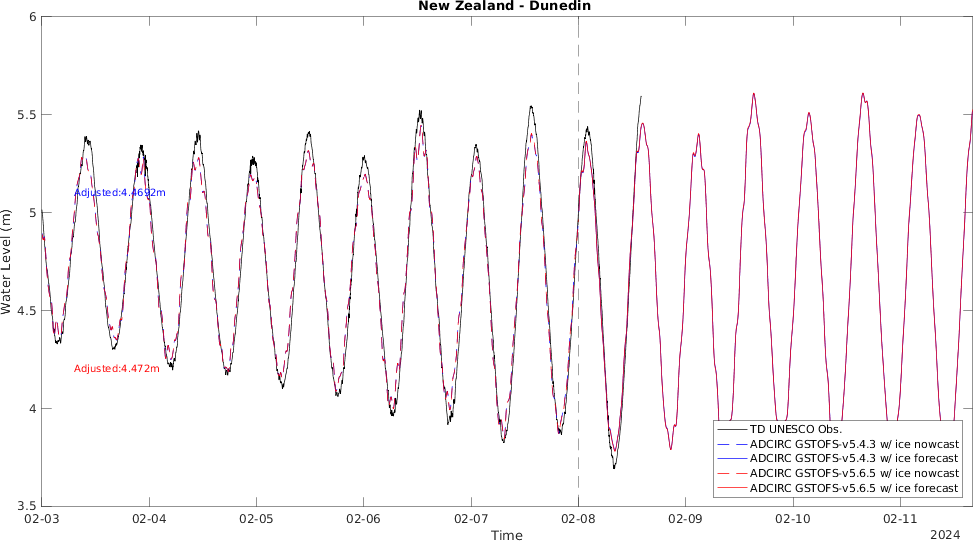 New Zealand - Dunedin
6
5.5
5
4.5
4
3.5
Water Level (m)
Adjusted:4.4692m
Adjusted:4.472m
TD UNESCO Obs.
ADCIRC GSTOFS-v5.4.3 w/ ice nowcast
ADCIRC GSTOFS-v5.4.3 w/ ice forecast
ADCIRC GSTOFS-v5.6.5 w/ ice nowcast
ADCIRC GSTOFS-v5.6.5 w/ ice forecast
02-03 02-04 02-05 02-06 02-07 02-08 02-09 02-10 02-11
Time
2024